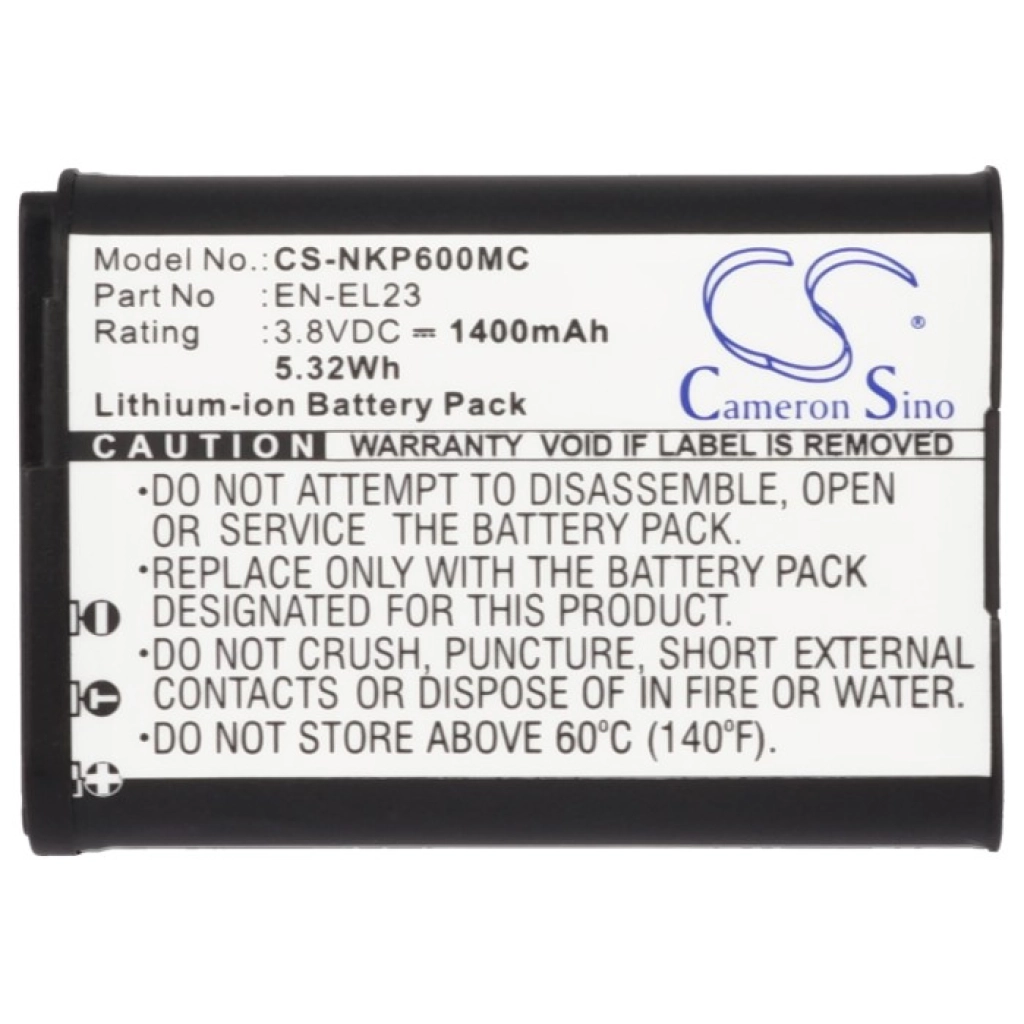 Model No.: CS-NKP600MC
Part No : EN-EL23
Rating : 3.8VDC ⎓ 1400mAh
5.32Wh
Lithium-ion Battery Pack
CS ®
Cameron Sino
CAUTION WARRANTY VOID IF LABEL IS REMOVED
•DO NOT ATTEMPT TO DISASSEMBLE, OPEN
OR SERVICE THE BATTERY PACK.
•REPLACE ONLY WITH THE BATTERY PACK
DESIGNATED FOR THIS PRODUCT.
•DO NOT CRUSH, PUNCTURE, SHORT EXTERNAL
CONTACTS OR DISPOSE OF IN FIRE OR WATER.
•DO NOT STORE ABOVE 60°C (140°F).
− T +